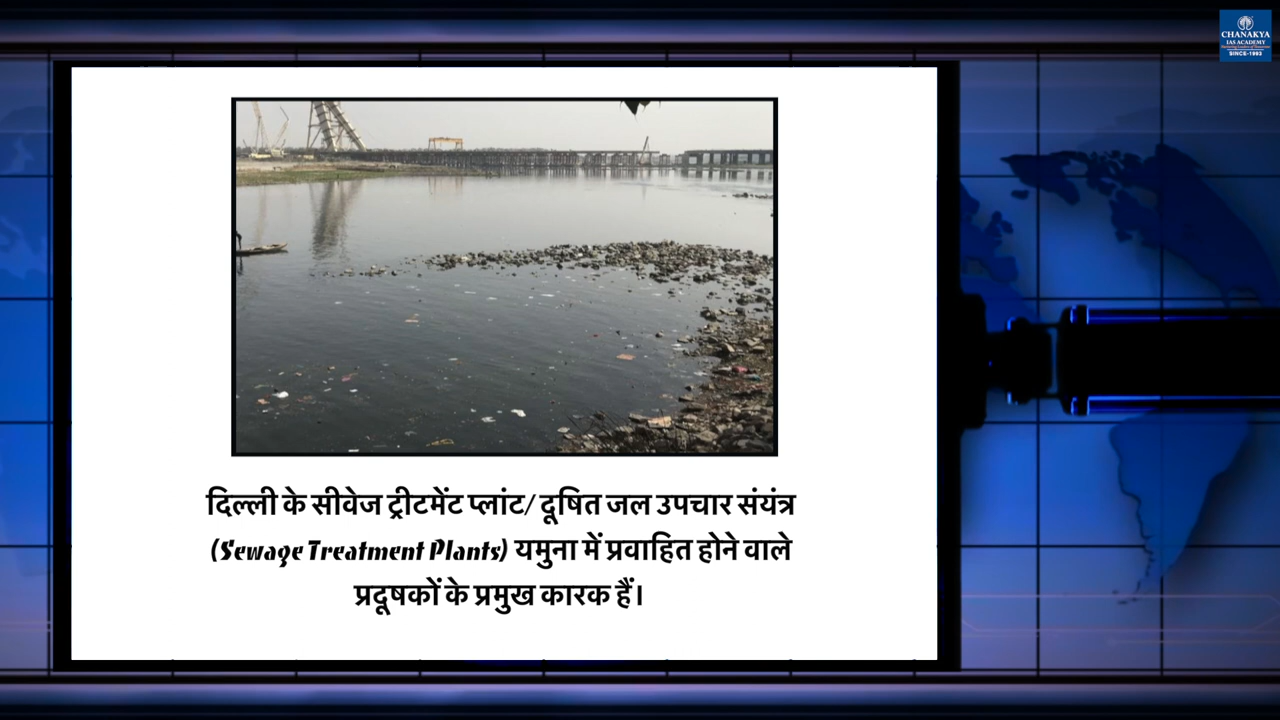 CHANAKYA
IAS ACADEMY
SINCE-1993
दिल्ली के सीवेज ट्रीटमेंट प्लांट/ दूषित जल उपचार संयंत्र
(Sewage Treatment Plants) यमुना में प्रवाहित होने वाले
प्रदूषकों के प्रमुख कारक हैं।